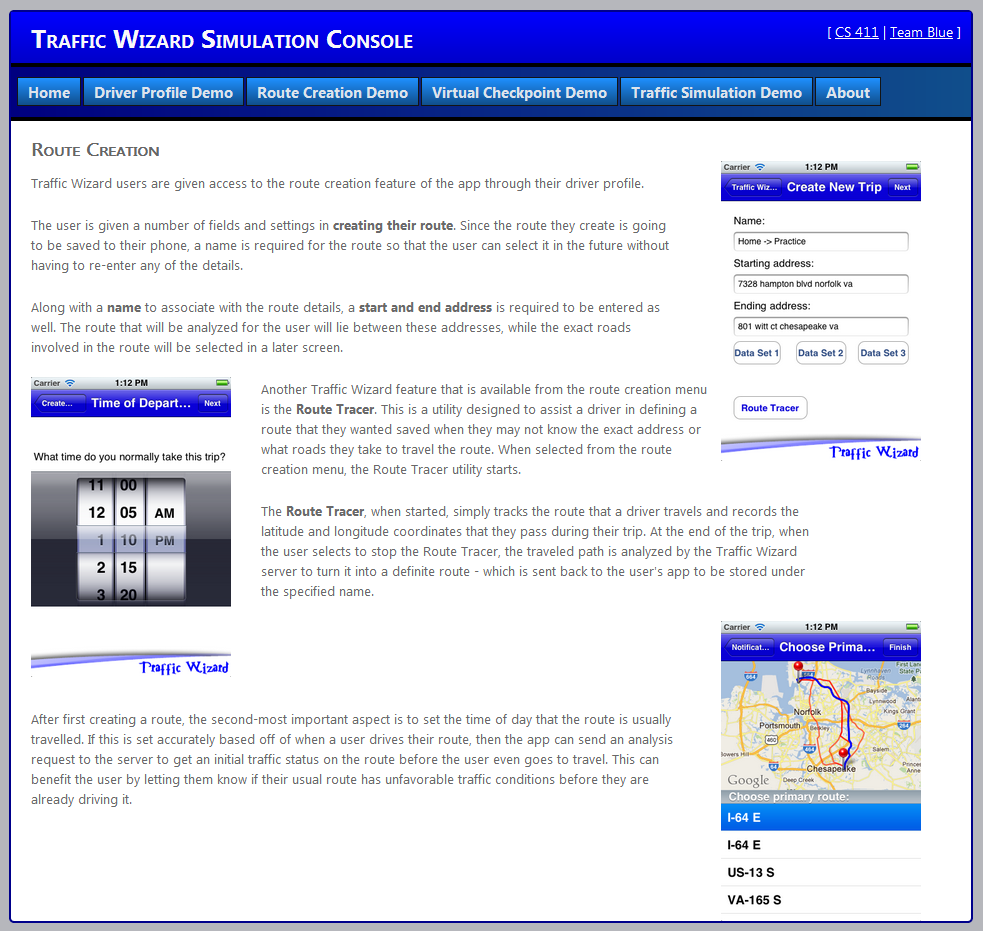 Traffic Wizard Simulation Console
[ CS 411 | Team Blue ]
Home
Driver Profile Demo
Route Creation Demo
Virtual Checkpoint Demo
Traffic Simulation Demo
About
Route Creation
Traffic Wizard users are given access to the route creation feature of the app through their driver profile.
The user is given a number of fields and settings in creating their route. Since the route they create is going
to be saved to their phone, a name is required for the route so that the user can select it in the future without
having to re-enter any of the details.
Along with a name to associate with the route details, a start and end address is required to be entered as
well. The route that will be analyzed for the user will lie between these addresses, while the exact roads
involved in the route will be selected in a later screen.
Carrier 1:12 PM
Traffic Wiz... Create New Trip Next
Name:
Home -> Practice
Starting address:
7328 hampton blvd norfolk va
Ending address:
801 witt ct chesapeake va
Data Set 1 Data Set 2 Data Set 3
Route Tracer
Traffic Wizard
Carrier 1:12 PM
Create... Time of Depart... Next
What time do you normally take this trip?
11 00
12 05 AM
1 10 PM
2 15
3 20
Traffic Wizard
Another Traffic Wizard feature that is available from the route creation menu
is the Route Tracer. This is a utility designed to assist a driver in defining a
route that they wanted saved when they may not know the exact address or
what roads they take to travel the route. When selected from the route
creation menu, the Route Tracer utility starts.
The Route Tracer, when started, simply tracks the route that a driver travels and records the
latitude and longitude coordinates that they pass during their trip. At the end of the trip, when
the user selects to stop the Route Tracer, the traveled path is analyzed by the Traffic Wizard
server to turn it into a definite route - which is sent back to the user's app to be stored under
the specified name.
After first creating a route, the second-most important aspect is to set the time of day that the route is usually
travelled. If this is set accurately based off of when a user drives their route, then the app can send an analysis
request to the server to get an initial traffic status on the route before the user even goes to travel. This can
benefit the user by letting them know if their usual route has unfavorable traffic conditions before they are
already driving it.
Carrier 1:12 PM
Notificat... Choose Prima... Finish
First Lan
State P
Lynnhaven
Roads
64
Bayside
Lynnwood
Norfolk
Kings Grant
Portsmouth
Berkley
264
460
64
Salem
Bowers Hill
64
Chesapeake
Princes
Anne
Google
Deep Creek
Choose primary route:
I-64 E
I-64 E
US-13 S
VA-165 S